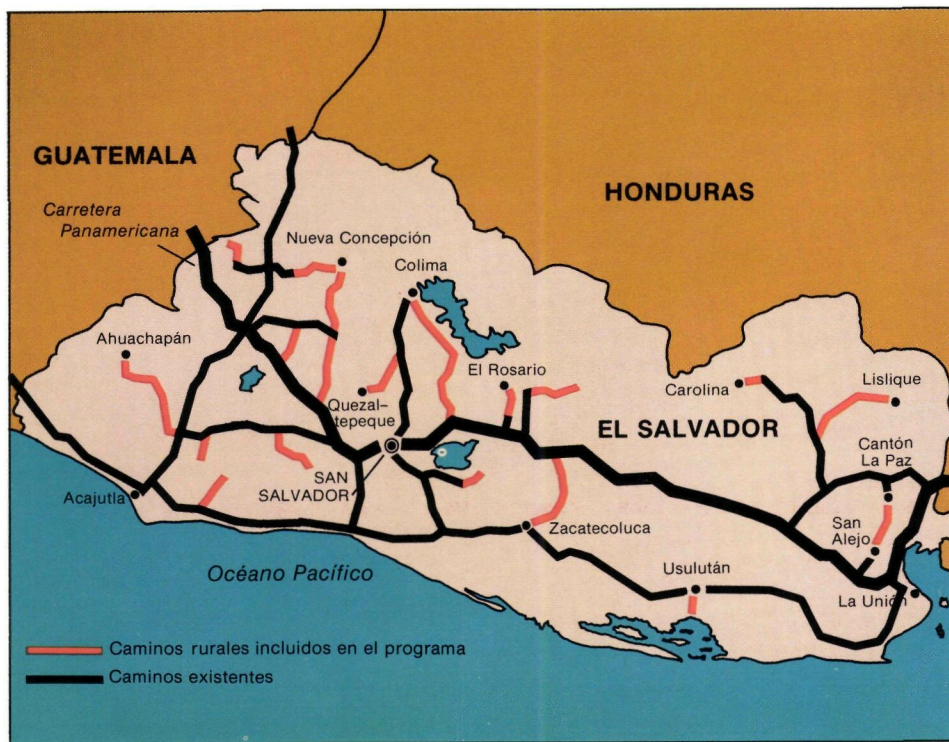 GUATEMALA
HONDURAS
Carretera
Panamericana
Nueva Concepción
Colima
Ahuachapán
El Rosario
Carolina
Lislique
Quezal-
tepeque
EL SALVADOR
Cantón
La Paz
SAN
SALVADOR
Acajutla
Zacatecoluca
San
Alejo
Océano Pacífico
Usulután
La Unión
Caminos rurales incluidos en el programa
Caminos existentes